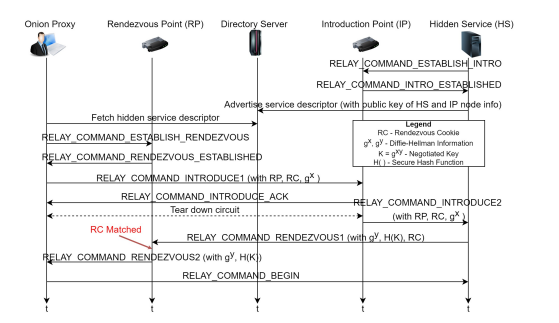 Onion Proxy
Rendezvous Point (RP)
Directory Server
Introduction Point (IP)
Hidden Service (HS)
RELAY_COMMAND_ESTABLISH_INTRO
RELAY_COMMAND_INTRO_ESTABLISHED
Advertise service descriptor (with public key of HS and IP node info)
Fetch hidden service descriptor
Legend
RC - Rendezvous Cookie
g^x, g^y - Diffie-Hellman Information
K = g^xy - Negotiated Key
H( ) - Secure Hash Function
RELAY_COMMAND_ESTABLISH_RENDEZVOUS
RELAY_COMMAND_RENDEZVOUS_ESTABLISHED
RELAY_COMMAND_INTRODUCE1 (with RP, RC, g^x )
RELAY_COMMAND_INTRODUCE_ACK
Tear down circuit
RELAY_COMMAND_INTRODUCE2
(with RP, RC, g^x)
RC Matched
RELAY_COMMAND_RENDEZVOUS1 (with g^y, H(K), RC)
RELAY_COMMAND_RENDEZVOUS2 (with g^y, H(K))
RELAY_COMMAND_BEGIN
t
t
t
t
t